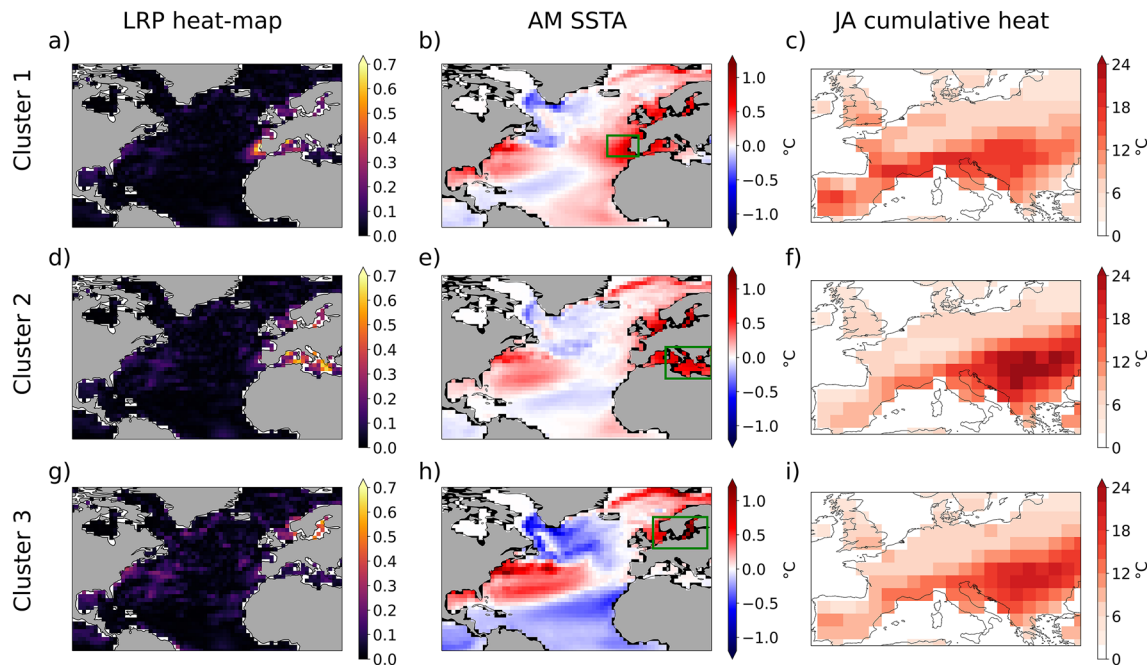 LRP heat-map AM SSTA JA cumulative heat
a) b) c)
Cluster 1
0.7 0.6 0.5 0.4 0.3 0.2 0.1 0.0
1.0 0.5 0.0 −0.5 −1.0 °C
24 18 12 6 0 °C
d) e) f)
Cluster 2
0.7 0.6 0.5 0.4 0.3 0.2 0.1 0.0
1.0 0.5 0.0 −0.5 −1.0 °C
24 18 12 6 0 °C
g) h) i)
Cluster 3
0.7 0.6 0.5 0.4 0.3 0.2 0.1 0.0
1.0 0.5 0.0 −0.5 −1.0 °C
24 18 12 6 0 °C